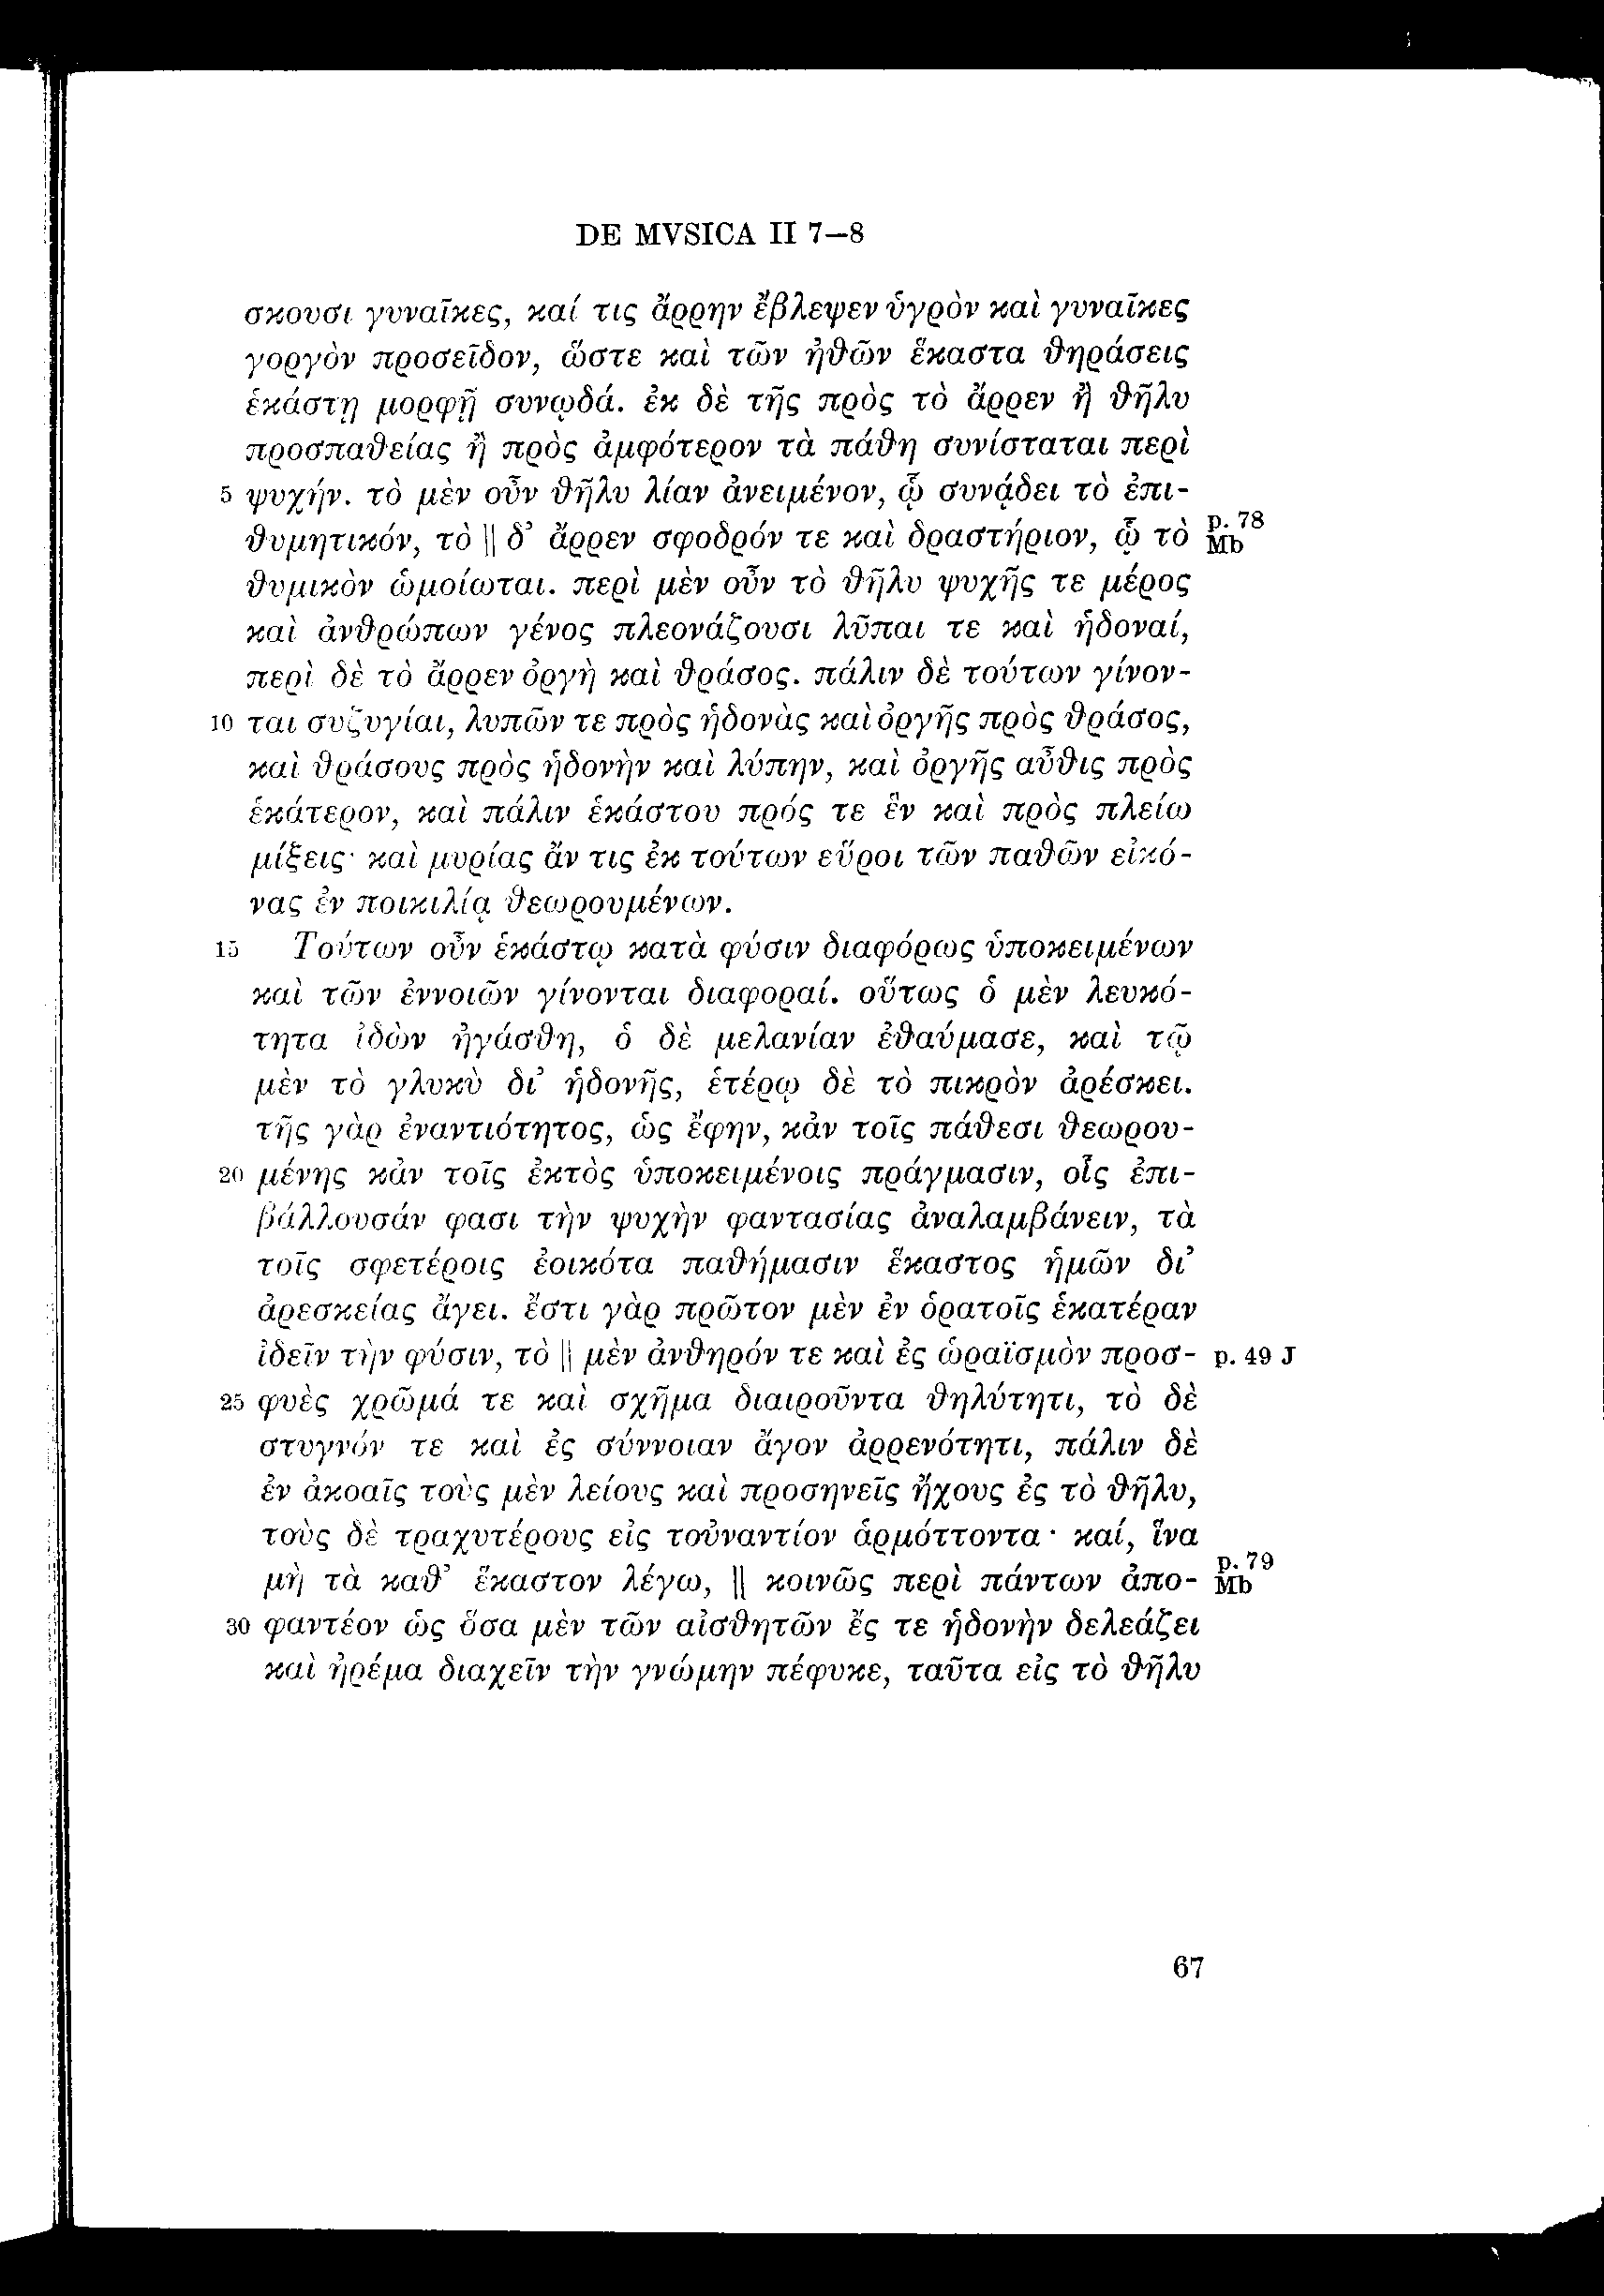 DE MVSICA II 7–8
σκουσι γυναῖκες, καί τις ἄρρην ἔβλεψεν ὑγρὸν καὶ γυναῖκες
γοργὸν προσεῖδον, ὥστε καὶ τῶν ἠθῶν ἕκαστα θηράσεις
ἑκάστῃ μορφῇ συνῳδά. ἐκ δὲ τῆς πρὸς τὸ ἄρρεν ἢ θῆλυ
προσπαθείας ἢ πρὸς ἀμφότερον τὰ πάθη συνίσταται περὶ
5 ψυχήν. τὸ μὲν οὖν θῆλυ λίαν ἀνειμένον, ᾧ συνᾴδει τὸ ἐπι-
θυμητικόν, τὸ || δ’ ἄρρεν σφοδρόν τε καὶ δραστήριον, ᾧ τὸ p. 78 Mb
θυμικὸν ὡμοίωται. περὶ μὲν οὖν τὸ θῆλυ ψυχῆς τε μέρος
καὶ ἀνθρώπων γένος πλεονάζουσι λῦπαι τε καὶ ἡδοναί,
περὶ δὲ τὸ ἄρρεν ὀργὴ καὶ θράσος. πάλιν δὲ τούτων γίνον-
10 ται συζυγίαι, λυπῶν τε πρὸς ἡδονὰς καὶ ὀργῆς πρὸς θράσος,
καὶ θράσους πρὸς ἡδονὴν καὶ λύπην, καὶ ὀργῆς αὖθις πρὸς
ἑκάτερον, καὶ πάλιν ἑκάστου πρός τε ἓν καὶ πρὸς πλείω
μίξεις· καὶ μυρίας ἄν τις ἐκ τούτων εὕροι τῶν παθῶν εἰκό-
νας ἐν ποικιλίᾳ θεωρουμένων.
15 Τούτων οὖν ἑκάστῳ κατὰ φύσιν διαφόρως ὑποκειμένων
καὶ τῶν ἐννοιῶν γίνονται διαφοραί. οὕτως ὁ μὲν λευκό-
τητα ἰδὼν ἠγάσθη, ὁ δὲ μελανίαν ἐθαύμασε, καὶ τῷ
μὲν τὸ γλυκὺ δι’ ἡδονῆς, ἑτέρῳ δὲ τὸ πικρὸν ἀρέσκει.
τῆς γὰρ ἐναντιότητος, ὡς ἔφην, κἀν τοῖς πάθεσι θεωρου-
20 μένης κἀν τοῖς ἐκτὸς ὑποκειμένοις πράγμασιν, οἷς ἐπι-
βάλλουσάν φασι τὴν ψυχὴν φαντασίας ἀναλαμβάνειν, τὰ
τοῖς σφετέροις ἐοικότα παθήμασιν ἕκαστος ἡμῶν δι’
ἀρεσκείας ἄγει. ἔστι γὰρ πρῶτον μὲν ἐν ὁρατοῖς ἑκατέραν
ἰδεῖν τὴν φύσιν, τὸ || μὲν ἀνθηρόν τε καὶ ἐς ὡραϊσμὸν προσ- p. 49 J
25 φυὲς χρῶμά τε καὶ σχῆμα διαιροῦντα θηλύτητι, τὸ δὲ
στυγνόν τε καὶ ἐς σύννοιαν ἄγον ἀρρενότητι, πάλιν δὲ
ἐν ἀκοαῖς τοὺς μὲν λείους καὶ προσηνεῖς ἤχους ἐς τὸ θῆλυ,
τοὺς δὲ τραχυτέρους εἰς τοὐναντίον ἁρμόττοντα· καί, ἵνα
μὴ τὰ καθ’ ἕκαστον λέγω, || κοινῶς περὶ πάντων ἀπο- p. 79 Mb
30 φαντέον ὡς ὅσα μὲν τῶν αἰσθητῶν ἔς τε ἡδονὴν δελεάζει
καὶ ἠρέμα διαχεῖν τὴν γνώμην πέφυκε, ταῦτα εἰς τὸ θῆλυ
67